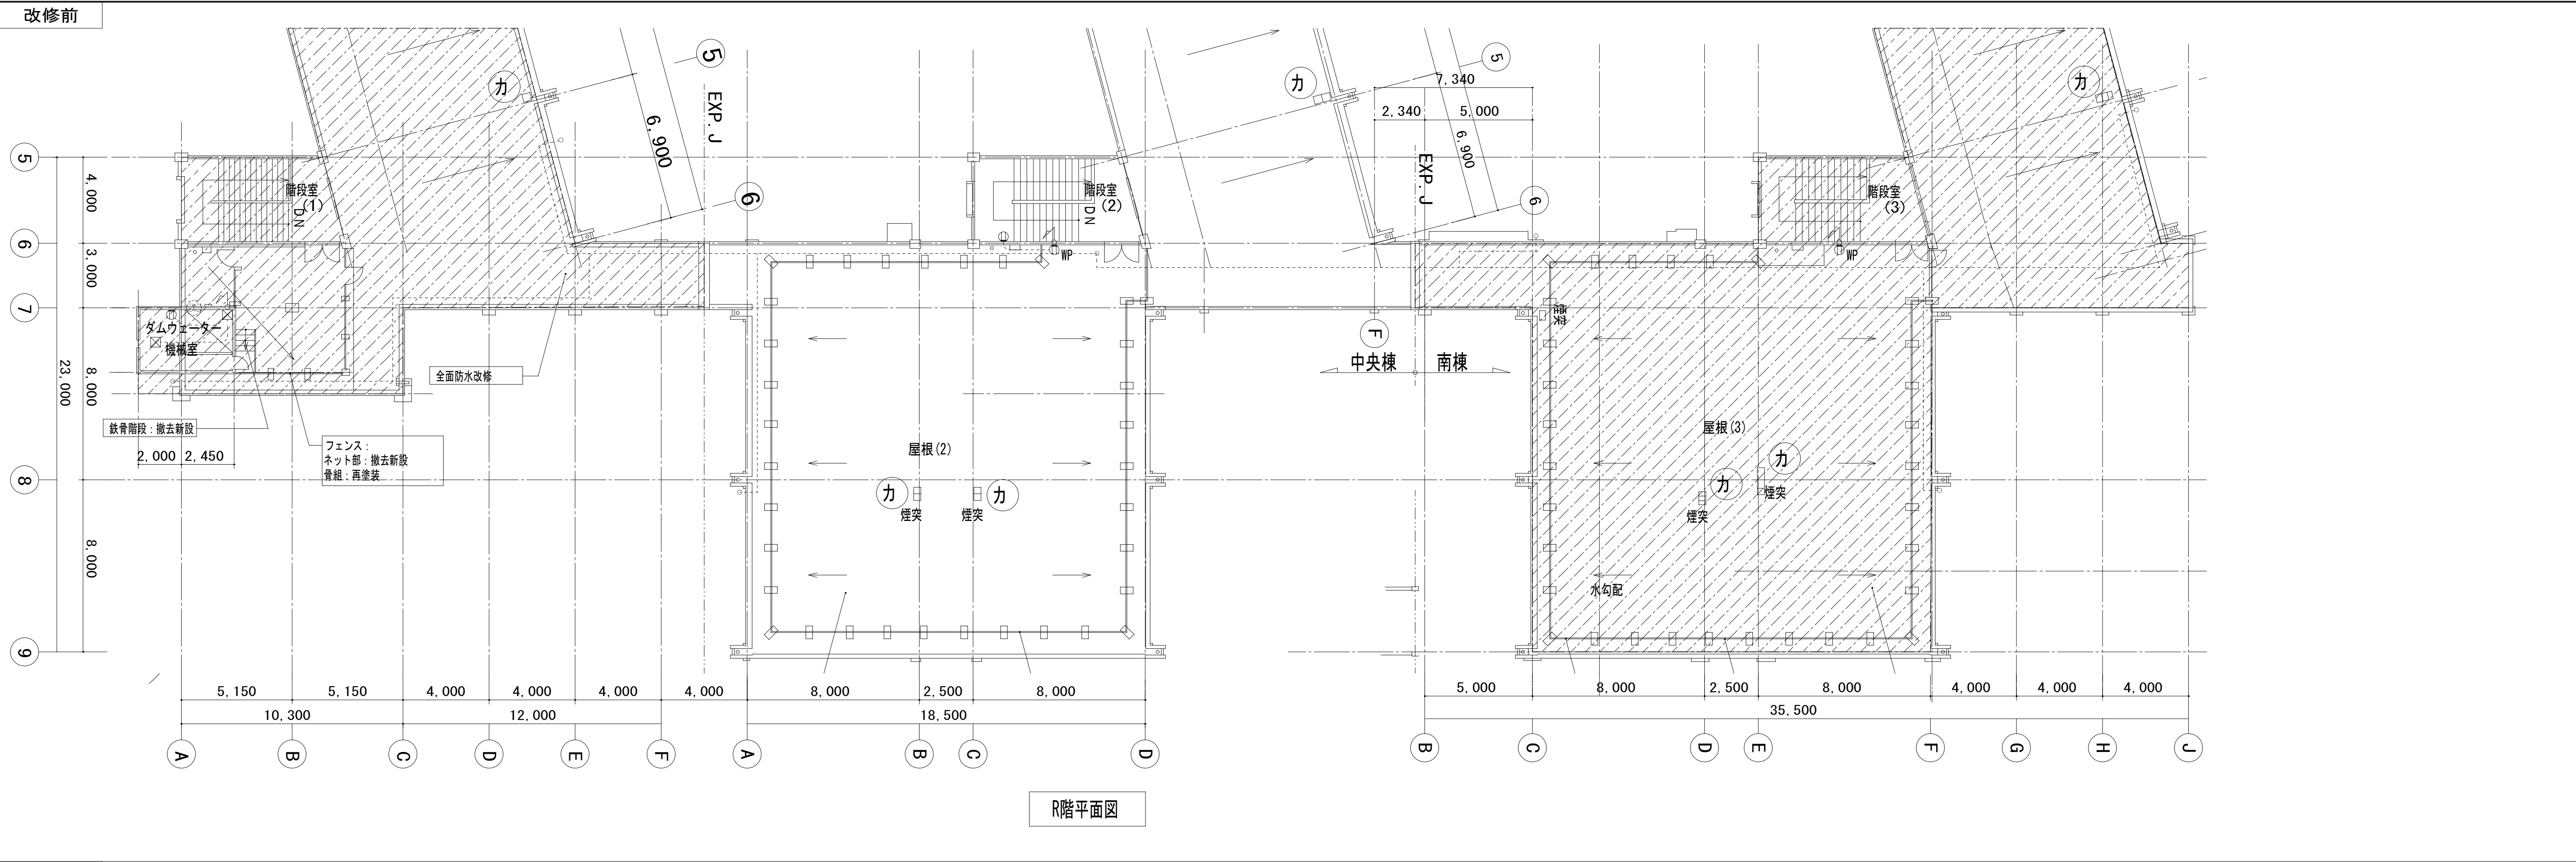 改修前
カ
5
EXP.J
6,900
6
カ
5
7,340
2,340
5,000
6,900
EXP.J
6
カ
5
6
7
8
9
4,000
3,000
8,000
8,000
23,000
階段室
(1)
DN
階段室
(2)
DN
WP
階段室
(3)
WP
ダムウェーター
機械室
全面防水改修
鉄骨階段：撤去新設
フェンス：
ネット部：撤去新設
骨組：再塗装
2,000
2,450
F
中央棟
南棟
煙突
屋根(2)
カ
カ
煙突
煙突
屋根(3)
カ
カ
煙突
煙突
水勾配
5,150
5,150
4,000
4,000
4,000
4,000
8,000
2,500
8,000
5,000
8,000
2,500
8,000
4,000
4,000
4,000
10,300
12,000
18,500
35,500
A
B
C
D
E
F
A
B
C
D
B
C
D
E
F
G
H
J
R階平面図